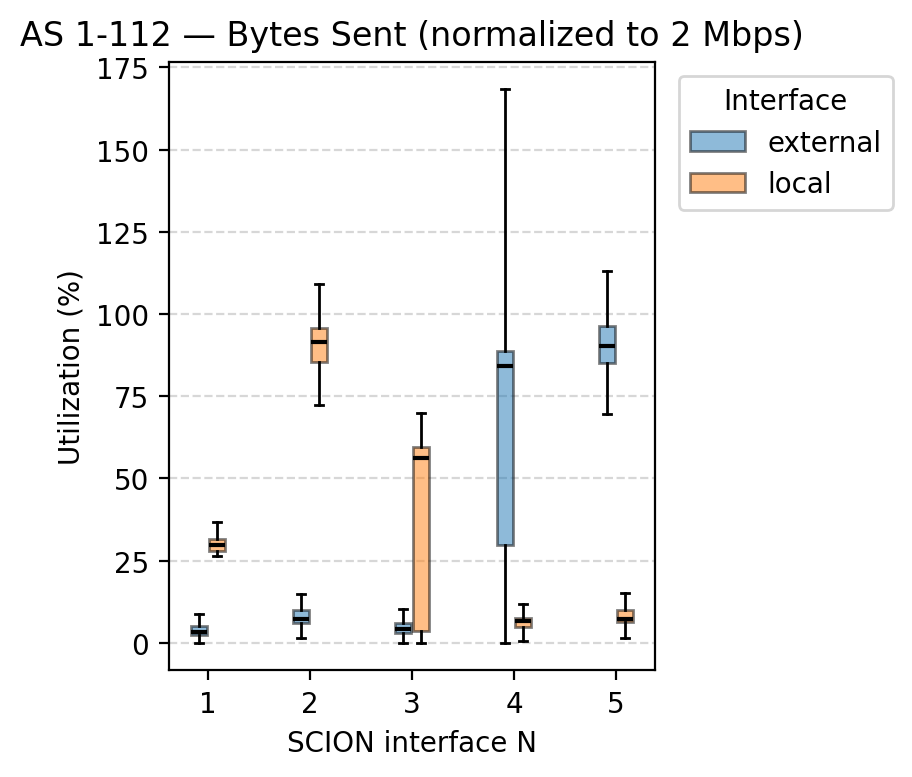 AS 1-112 — Bytes Sent (normalized to 2 Mbps)
Interface
external
local
Utilization (%)
175
150
125
100
75
50
25
0
1 2 3 4 5
SCION interface N